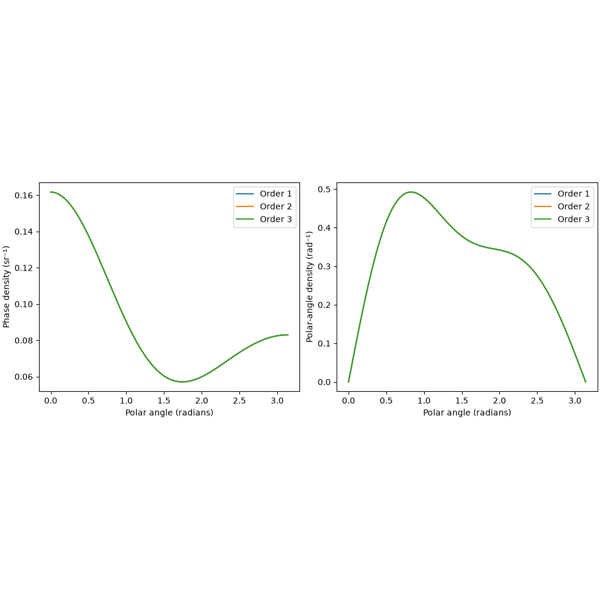 Phase density (sr⁻¹)
0.16
0.14
0.12
0.10
0.08
0.06
0.0 0.5 1.0 1.5 2.0 2.5 3.0
Polar angle (radians)
Order 1
Order 2
Order 3
Polar-angle density (rad⁻¹)
0.5
0.4
0.3
0.2
0.1
0.0
0.0 0.5 1.0 1.5 2.0 2.5 3.0
Polar angle (radians)
Order 1
Order 2
Order 3